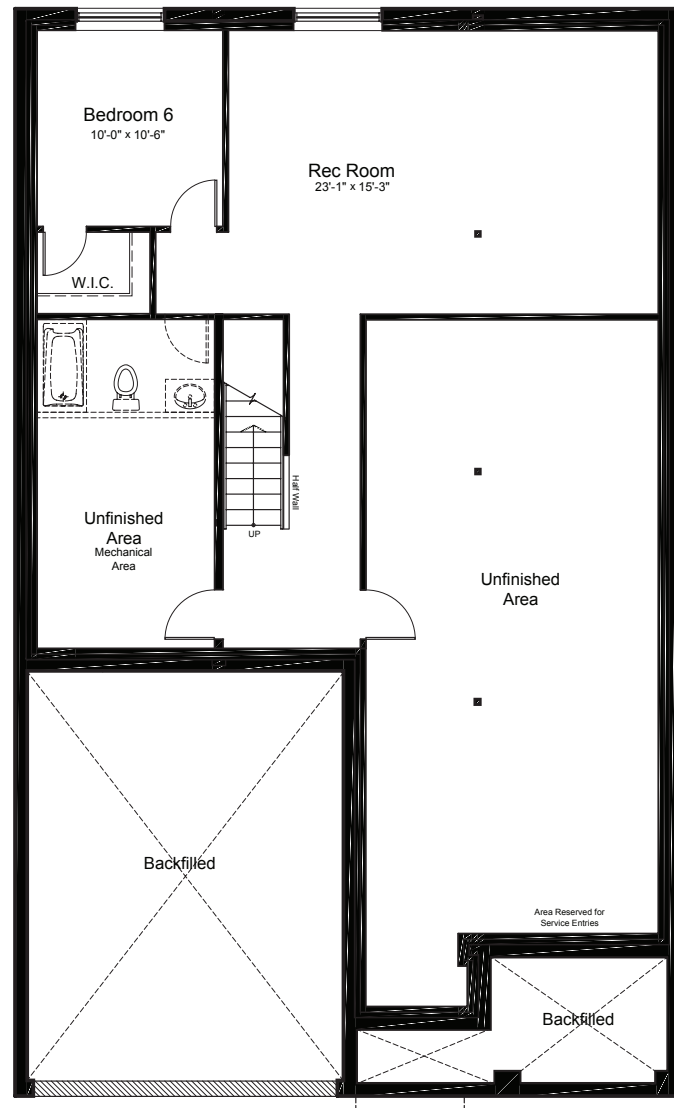 Bedroom 6
10'-0" x 10'-6"
Rec Room
23'-1" x 15'-3"
W.I.C.
Half Wall
UP
Unfinished
Area
Mechanical
Area
Unfinished
Area
Backfilled
Area Reserved for
Service Entries
Backfilled